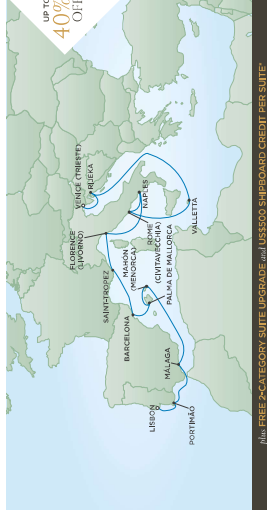 UP TO
40%
OFF
VENICE (TRIESTE)
RIJEKA
FLORENCE
(LIVORNO)
NAPLES
ROME
(CIVITAVECCHIA)
VALLETTA
SAINT-TROPEZ
MAHÓN
(MENORCA)
PALMA DE MALLORCA
BARCELONA
MÁLAGA
LISBON
PORTIMÃO
plus FREE 2-CATEGORY SUITE UPGRADE and US$500 SHIPBOARD CREDIT PER SUITE*